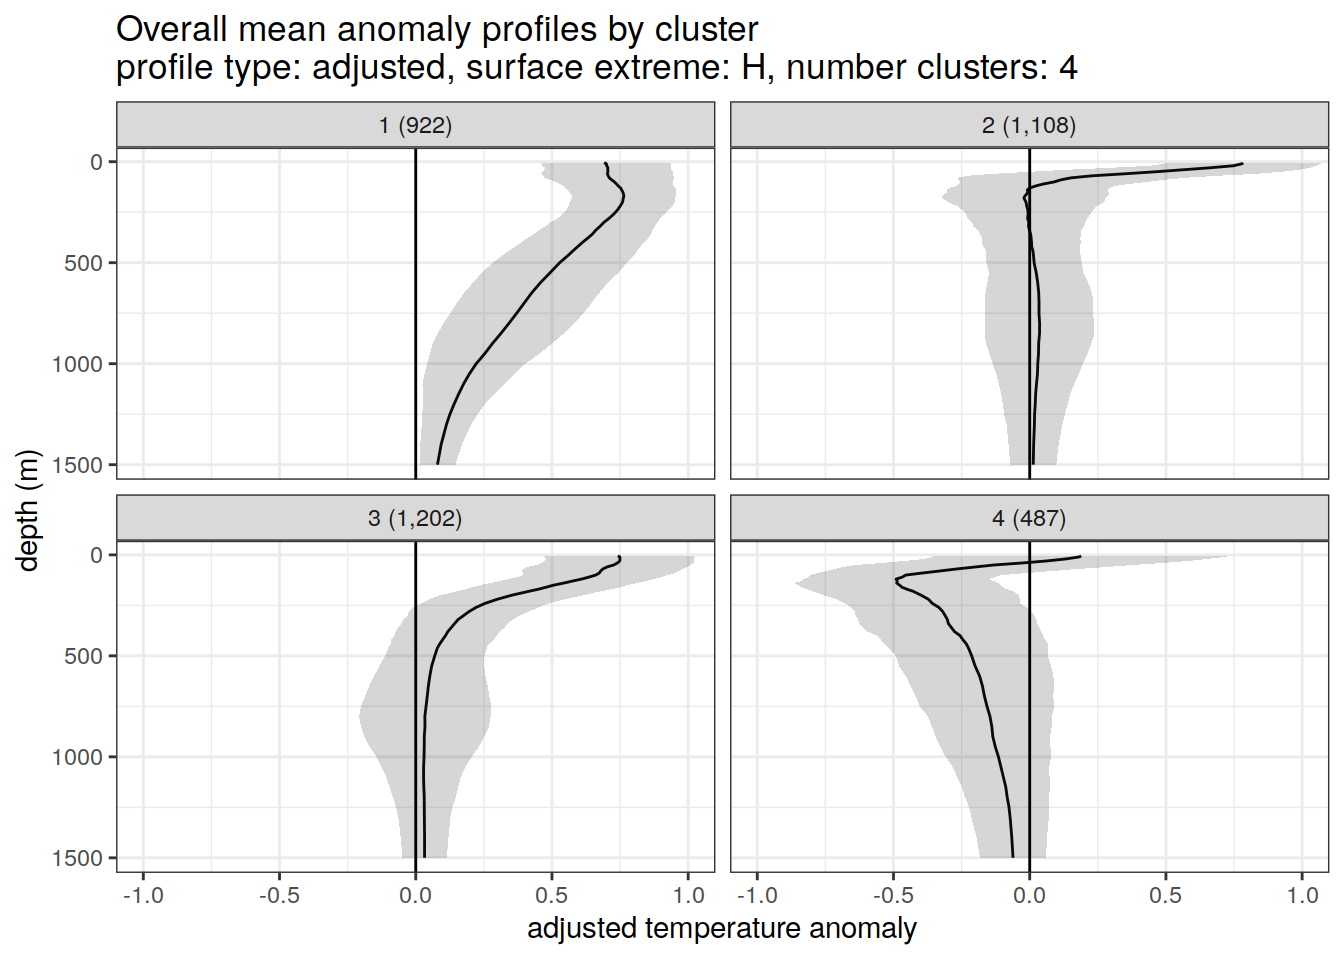 Overall mean anomaly profiles by cluster
profile type: adjusted, surface extreme: H, number clusters: 4
1 (922)
2 (1,108)
0
500
1000
1500
3 (1,202)
4 (487)
0
500
1000
1500
depth (m)
-1.0 -0.5 0.0 0.5 1.0 -1.0 -0.5 0.0 0.5 1.0
adjusted temperature anomaly